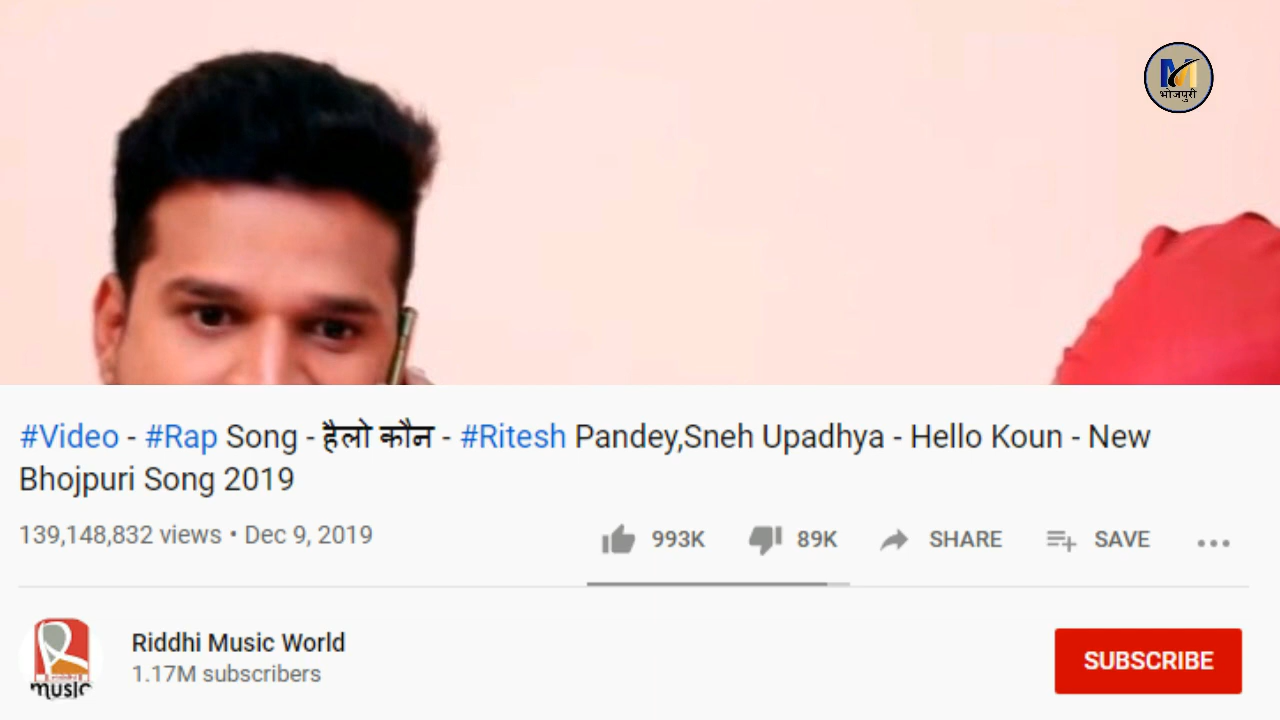 M
भोजपुरी
#Video - #Rap Song - हैलो कौन - #Ritesh Pandey,Sneh Upadhya - Hello Koun - New
Bhojpuri Song 2019
139,148,832 views • Dec 9, 2019
993K 89K SHARE SAVE
Riddhi Music World
1.17M subscribers
SUBSCRIBE
music